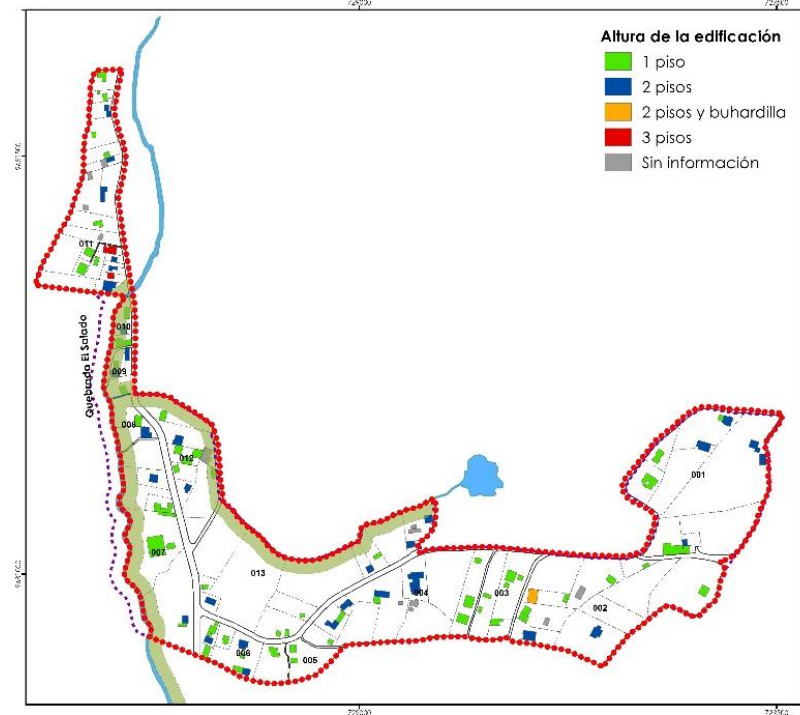 Altura de la edificación
1 piso
2 pisos
2 pisos y buhardilla
3 pisos
Sin información
011
010
Quebrada El Salado
009
008
012
001
007
013
004
003
002
006
005